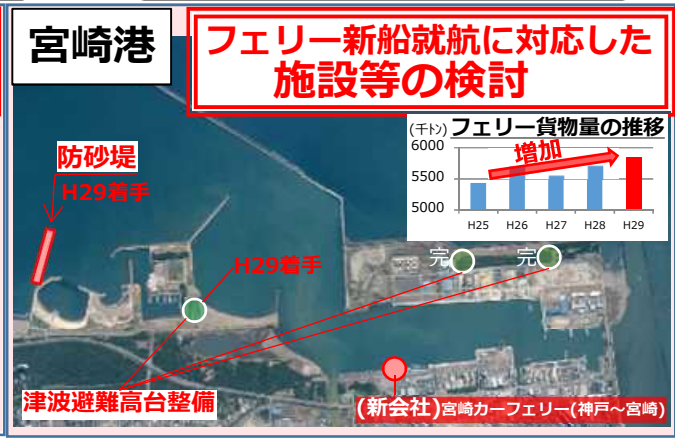 宮崎港
フェリー新船就航に対応した
施設等の検討
(千トン) フェリー貨物量の推移
6000
5500
5000
増加
H25 H26 H27 H28 H29
防砂堤
H29着手
H29着手
完 完
津波避難高台整備
(新会社)宮崎カーフェリー(神戸～宮崎)